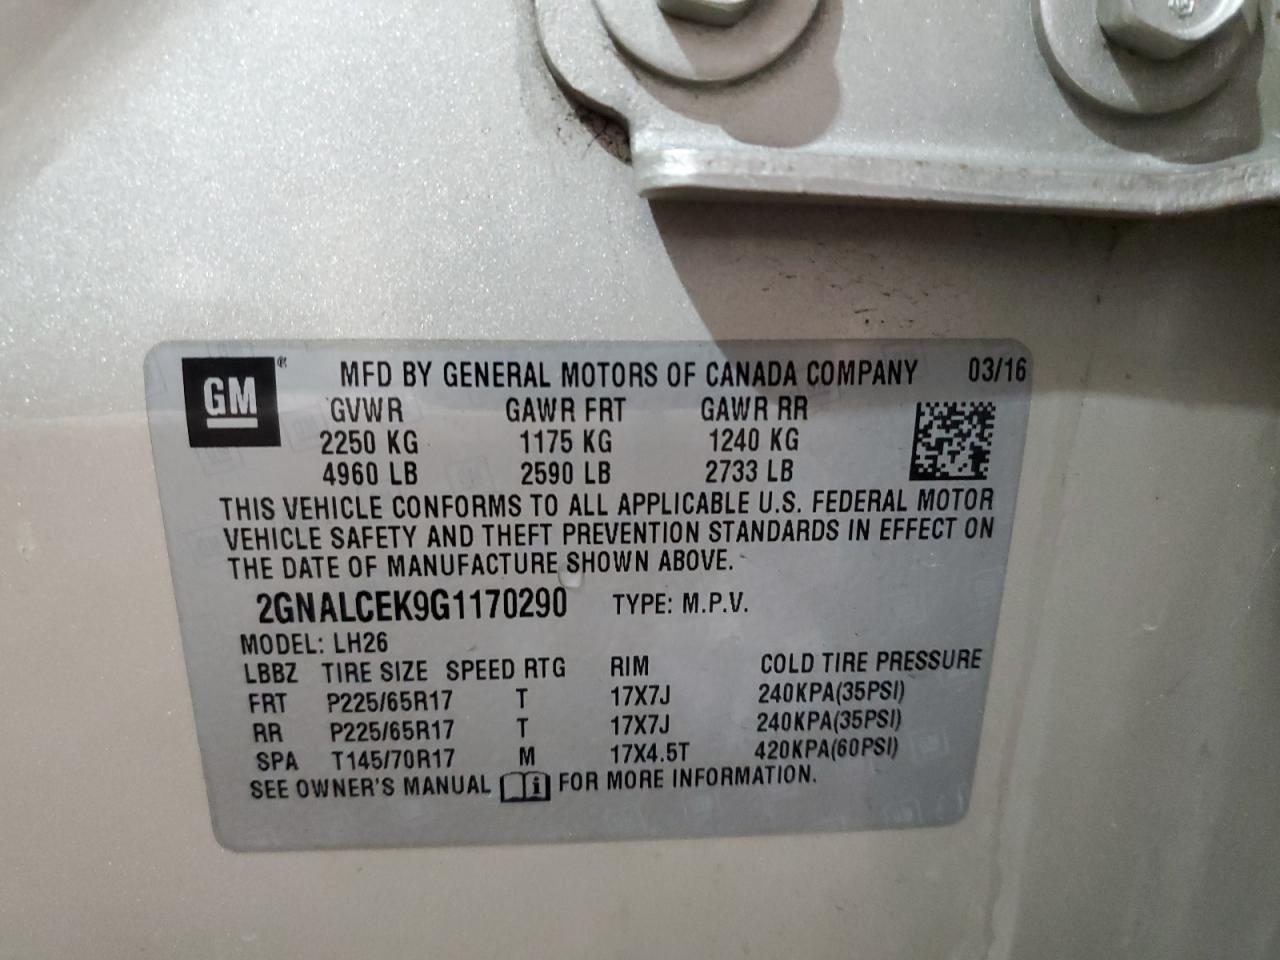 GM ® MFD BY GENERAL MOTORS OF CANADA COMPANY 03/16
GVWR GAWR FRT GAWR RR
2250 KG 1175 KG 1240 KG
4960 LB 2590 LB 2733 LB
THIS VEHICLE CONFORMS TO ALL APPLICABLE U.S. FEDERAL MOTOR
VEHICLE SAFETY AND THEFT PREVENTION STANDARDS IN EFFECT ON
THE DATE OF MANUFACTURE SHOWN ABOVE.
2GNALCEK9G1170290 TYPE: M.P.V.
MODEL: LH26
LBBZ TIRE SIZE SPEED RTG RIM COLD TIRE PRESSURE
FRT P225/65R17 T 17X7J 240KPA(35PSI)
RR P225/65R17 T 17X7J 240KPA(35PSI)
SPA T145/70R17 M 17X4.5T 420KPA(60PSI)
SEE OWNER'S MANUAL i FOR MORE INFORMATION.